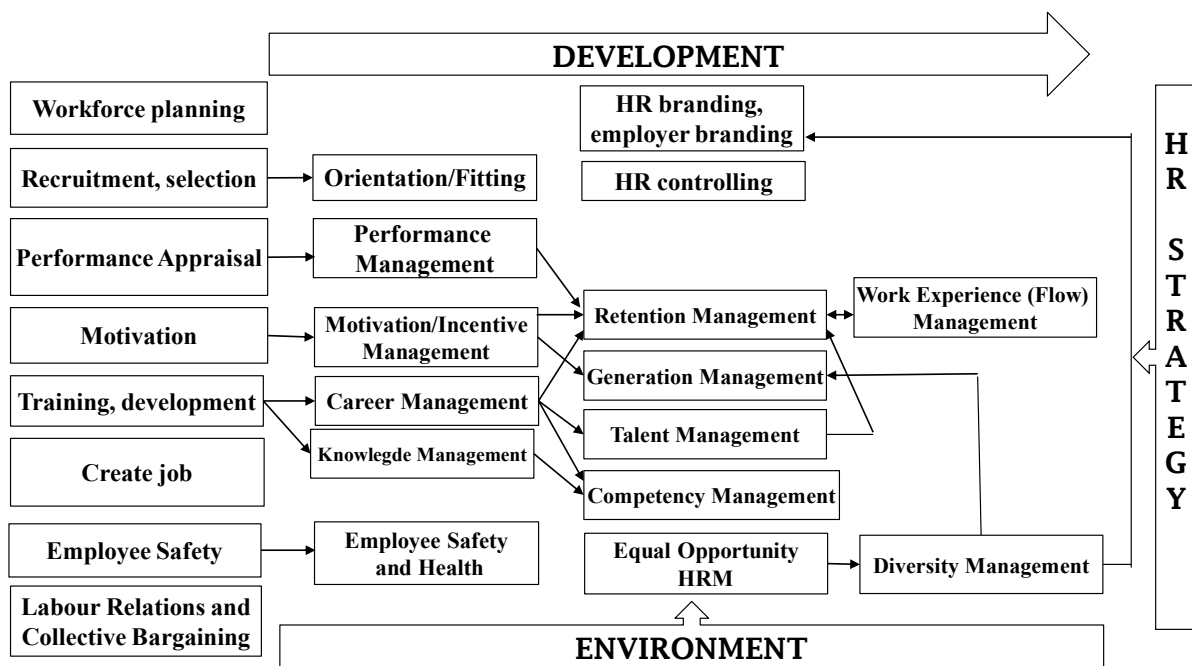 DEVELOPMENT
Workforce planning
HR branding,
employer branding
Recruitment, selection
Orientation/Fitting
HR controlling
Performance Appraisal
Performance
Management
Motivation
Motivation/Incentive
Management
Retention Management
Work Experience (Flow)
Management
Generation Management
Training, development
Career Management
Talent Management
Knowlegde Management
Create job
Competency Management
Employee Safety
Employee Safety
and Health
Equal Opportunity
HRM
Diversity Management
Labour Relations and
Collective Bargaining
ENVIRONMENT
HR STRATEGY